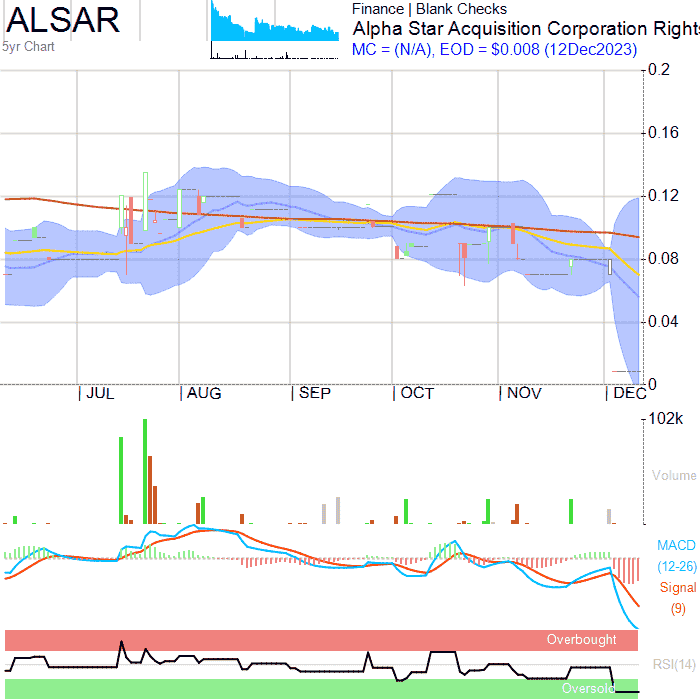 ALSAR
5yr Chart
Finance | Blank Checks
Alpha Star Acquisition Corporation Rights
MC = (N/A), EOD = $0.008 (12Dec2023)
0.2
0.16
0.12
0.08
0.04
0
JUL
AUG
SEP
OCT
NOV
DEC
102k
Volume
MACD
(12-26)
Signal
(9)
Overbought
RSI(14)
Oversold